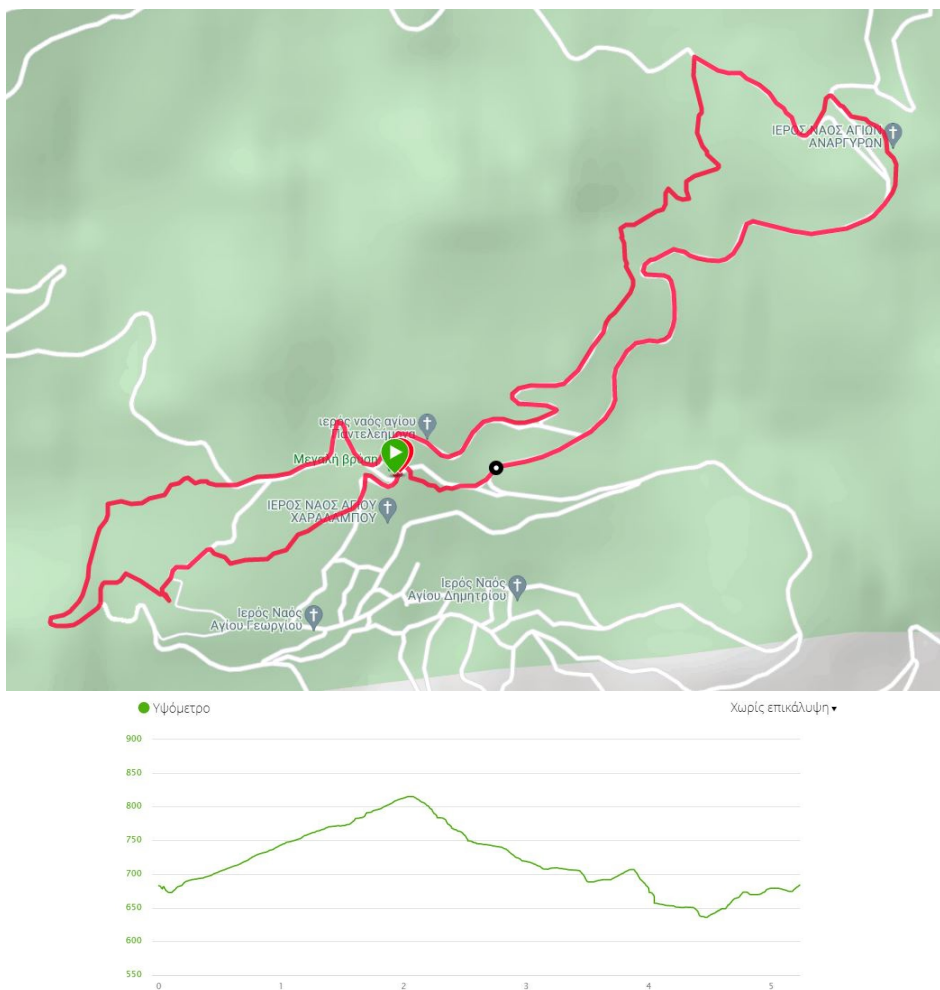 ΙΕΡΟΣ ΝΑΟΣ ΑΓΙΩΝ
ΑΝΑΡΓΥΡΩΝ
ιερός ναός αγίου
Παντελεήμονα
Μεγάλη βρύση
ΙΕΡΟΣ ΝΑΟΣ ΑΓΙΟΥ
ΧΑΡΑΛΑΜΠΟΥ
Ιερός Ναός
Αγίου Δημητρίου
Ιερός Ναός
Αγίου Γεωργίου
Υψόμετρο
Χωρίς επικάλυψη
900
850
800
750
700
650
600
550
0 1 2 3 4 5